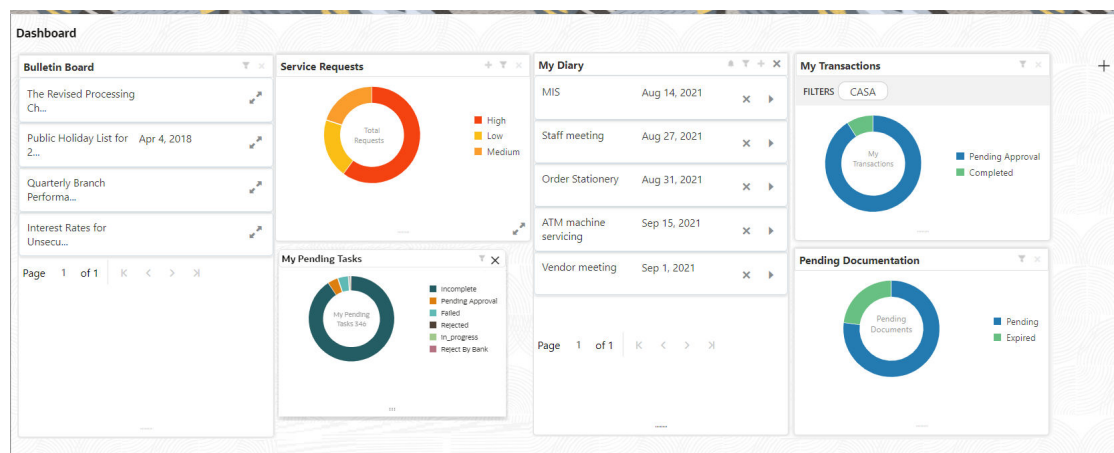 Dashboard
Bulletin Board
The Revised Processing
Ch...
Public Holiday List for
2...
Apr 4, 2018
Quarterly Branch
Performa...
Interest Rates for
Unsecu...
Page 1 of 1
Service Requests
Total
Requests
High
Low
Medium
My Pending Tasks
My Pending
Tasks 546
Incomplete
Pending Approval
Failed
Rejected
In_progress
Reject By Bank
My Diary
MIS Aug 14, 2021
Staff meeting Aug 27, 2021
Order Stationery Aug 31, 2021
ATM machine
servicing
Sep 15, 2021
Vendor meeting Sep 1, 2021
Page 1 of 1
My Transactions
FILTERS CASA
My
Transactions
Pending Approval
Completed
Pending Documentation
Pending
Documents
Pending
Expired